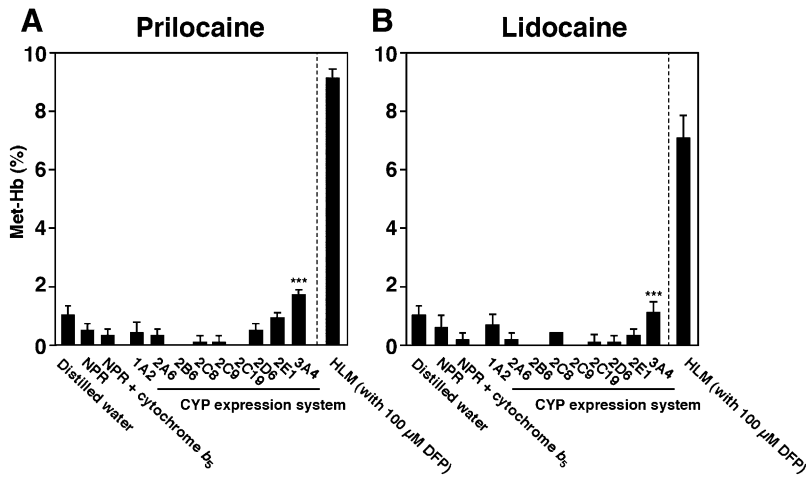 A
Prilocaine
B
Lidocaine
Met-Hb (%)
10
8
6
4
2
0
***
Distilled water
NPR
NPR + cytochrome b5
1A2
2A6
2B6
2C8
2C9
2C19
2D6
2E1
3A4
HLM (with 100 µM DFP)
CYP expression system
10
8
6
4
2
0
***
Distilled water
NPR
NPR + cytochrome b5
1A2
2A6
2B6
2C8
2C9
2C19
2D6
2E1
3A4
HLM (with 100 µM DFP)
CYP expression system